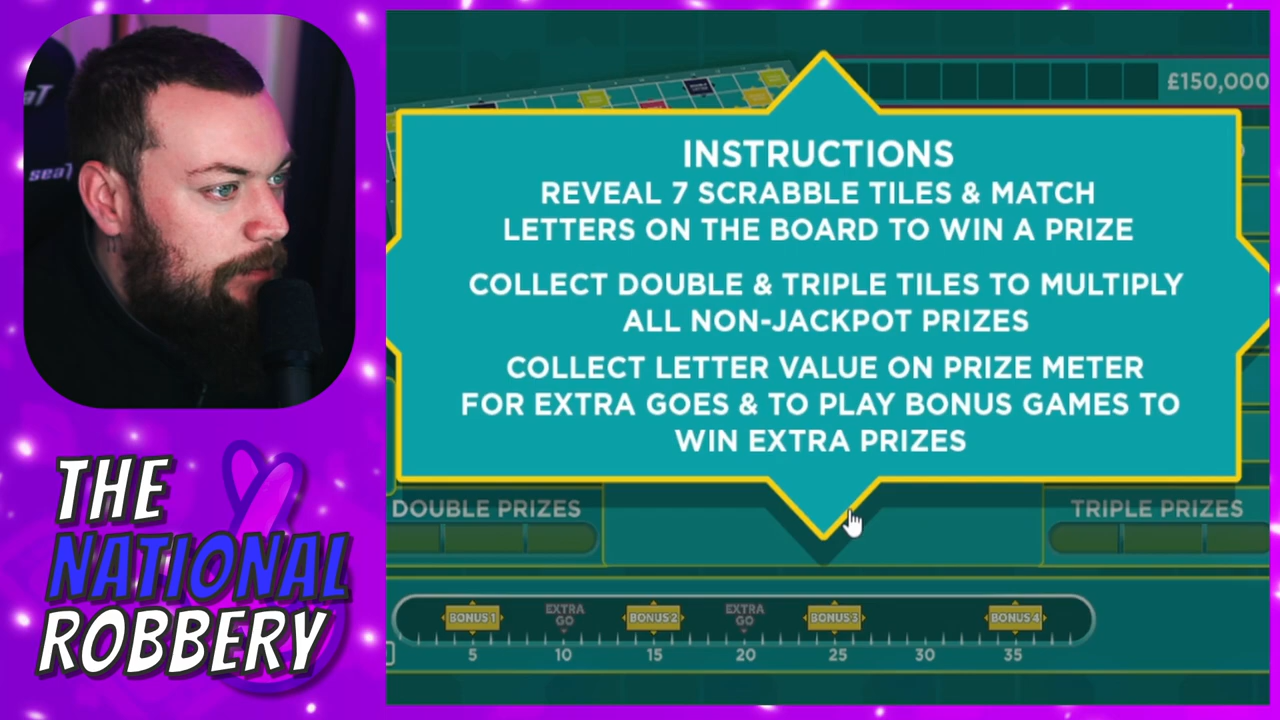 £150,000
INSTRUCTIONS
REVEAL 7 SCRABBLE TILES & MATCH
LETTERS ON THE BOARD TO WIN A PRIZE
COLLECT DOUBLE & TRIPLE TILES TO MULTIPLY
ALL NON-JACKPOT PRIZES
COLLECT LETTER VALUE ON PRIZE METER
FOR EXTRA GOES & TO PLAY BONUS GAMES TO
WIN EXTRA PRIZES
DOUBLE PRIZES
TRIPLE PRIZES
BONUS 1 EXTRA GO BONUS 2 EXTRA GO BONUS 3 BONUS 4
5 10 15 20 25 30 35
seaT
THE
NATIONAL
ROBBERY